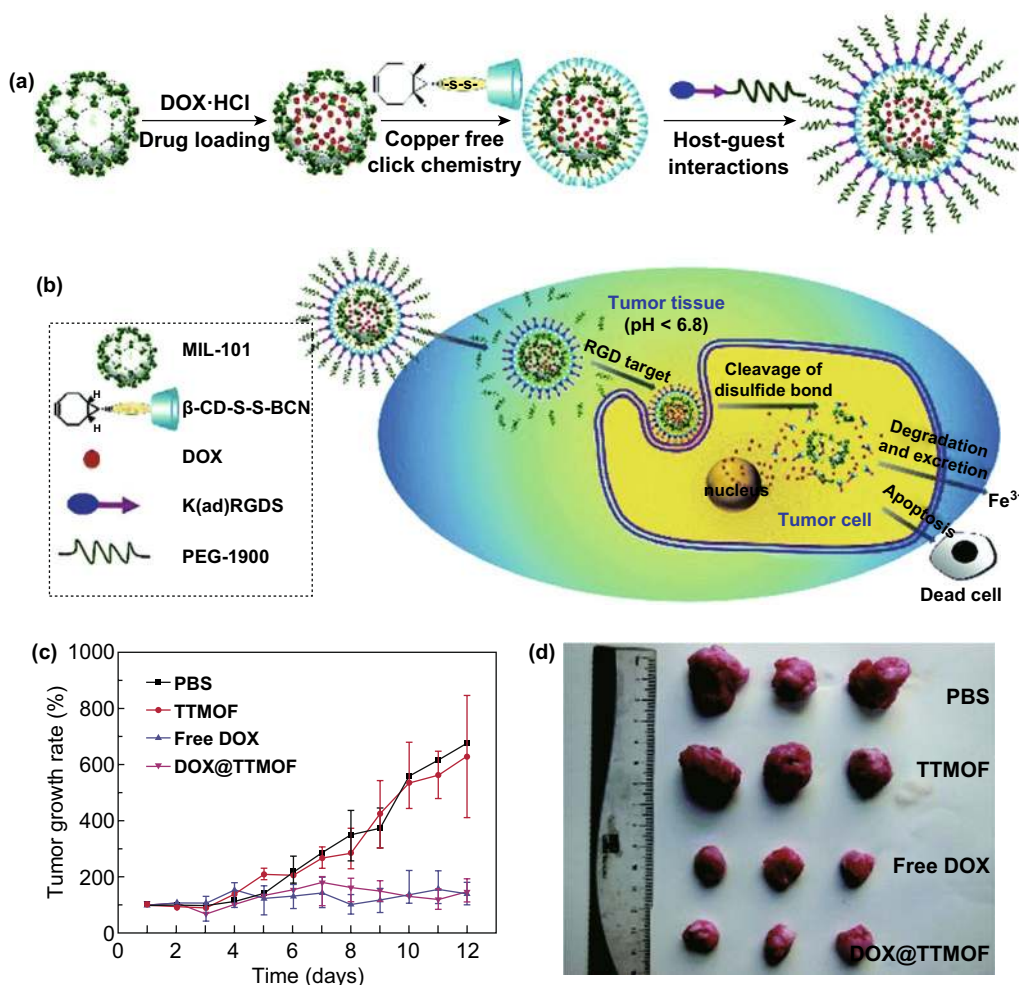 (a)
DOX·HCl
Drug loading
-S-S-
Copper free
click chemistry
Host-guest
interactions
(b)
MIL-101
H
H
β-CD-S-S-BCN
DOX
K(ad)RGDS
PEG-1900
Tumor tissue
(pH < 6.8)
RGD target
Cleavage of
disulfide bond
Degradation
and excretion
Fe3+
nucleus
Tumor cell
Apoptosis
Dead cell
(c)
1000
800
600
400
200
0
Tumor growth rate (%)
PBS
TTMOF
Free DOX
DOX@TTMOF
0 2 4 6 8 10 12
Time (days)
(d)
PBS
TTMOF
Free DOX
DOX@TTMOF